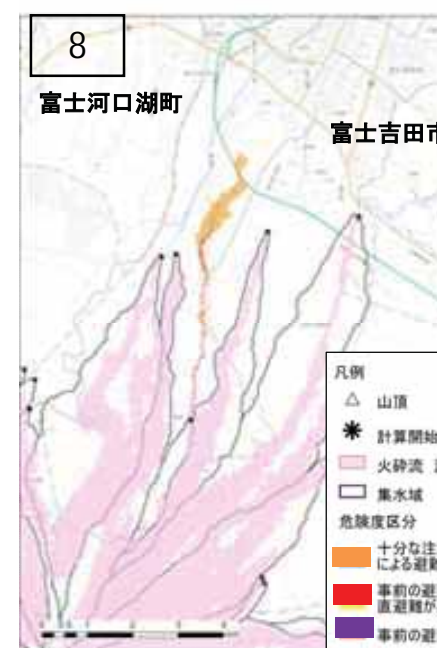 8
富士河口湖町
富士吉田市
凡例
山頂
計算開始
火砕流
集水域
危険度区分
十分な注
による避難
事前の避
直避難が
事前の避